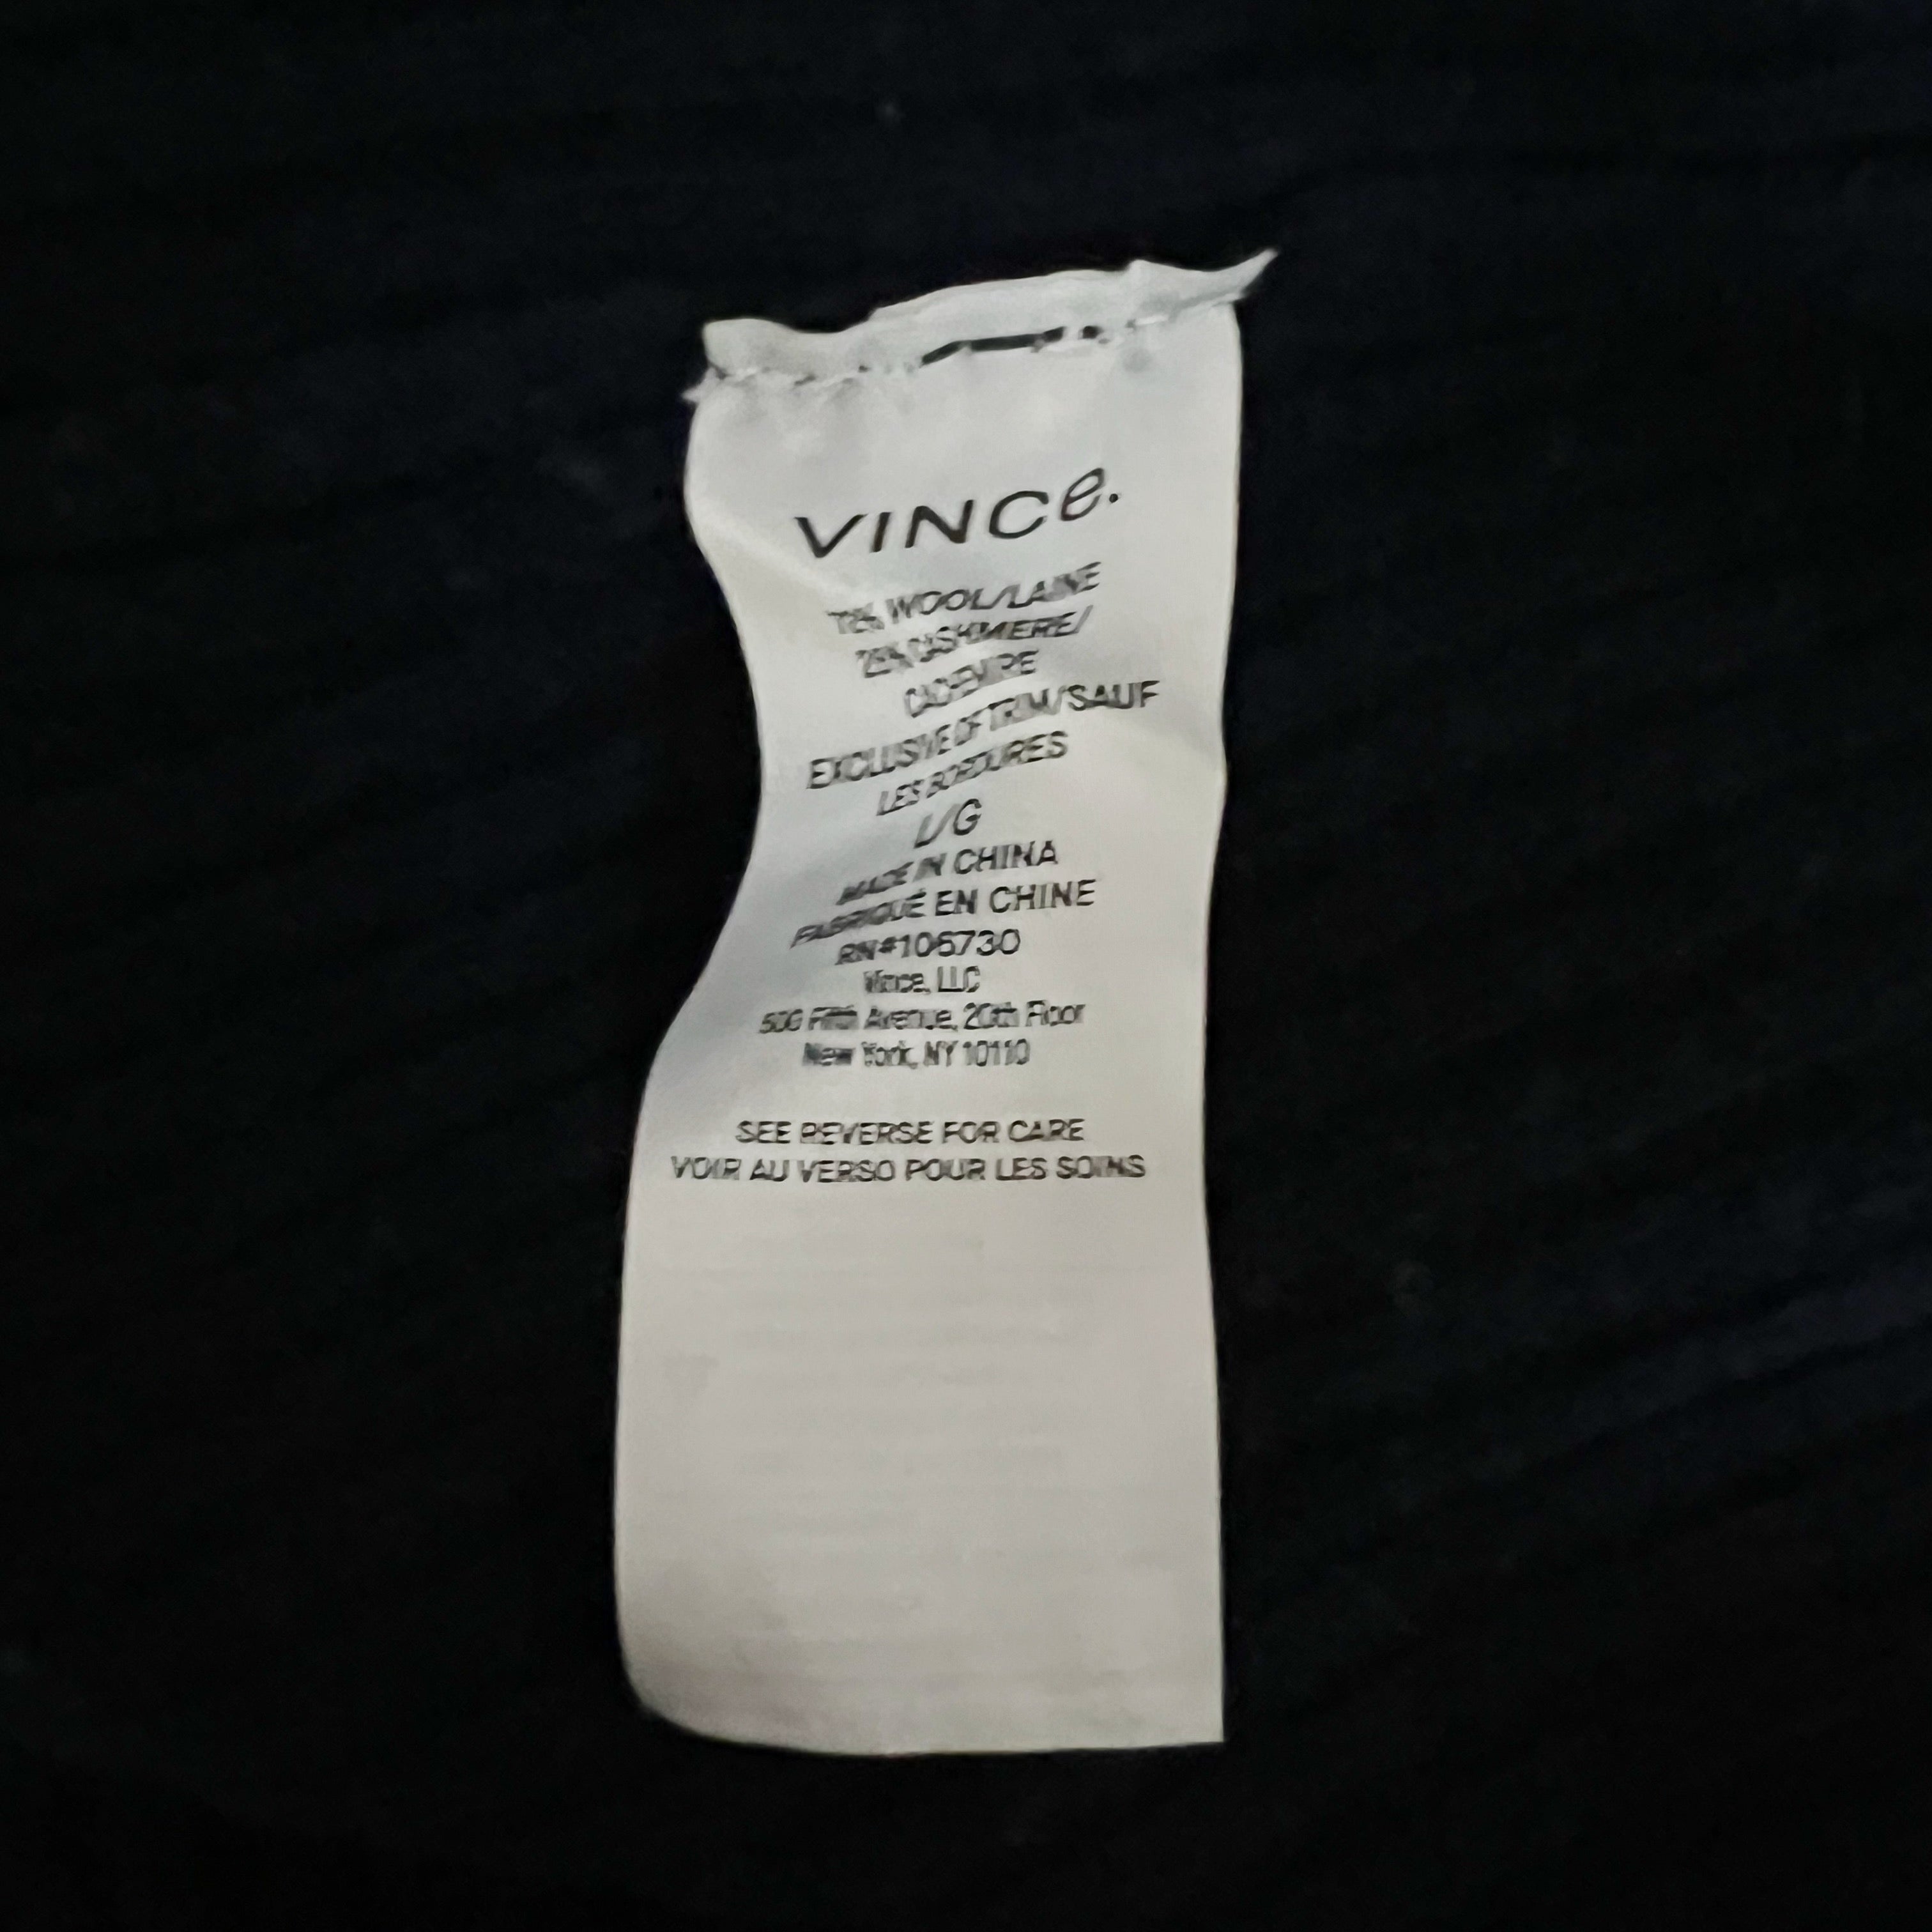 VINCe.
WOOL/LAINE
CASHMERE/
CACHEMIRE
EXCLUSIVE OF TRIM/SAUF
LES BORDURES
L/G
MADE IN CHINA
FABRIQUÉ EN CHINE
RN#106730
Vince, LLC
500 Fifth Avenue, 20th Floor
New York, NY 10110
SEE REVERSE FOR CARE
VOIR AU VERSO POUR LES SOINS